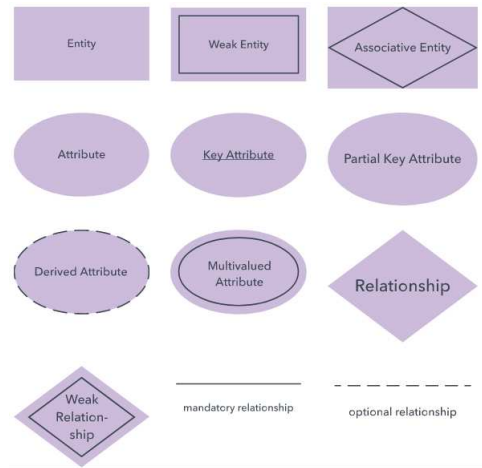 Entity
Weak Entity
Associative Entity
Attribute
Key Attribute
Partial Key Attribute
Derived Attribute
Multivalued
Attribute
Relationship
Weak
Relation-
ship
mandatory relationship
optional relationship